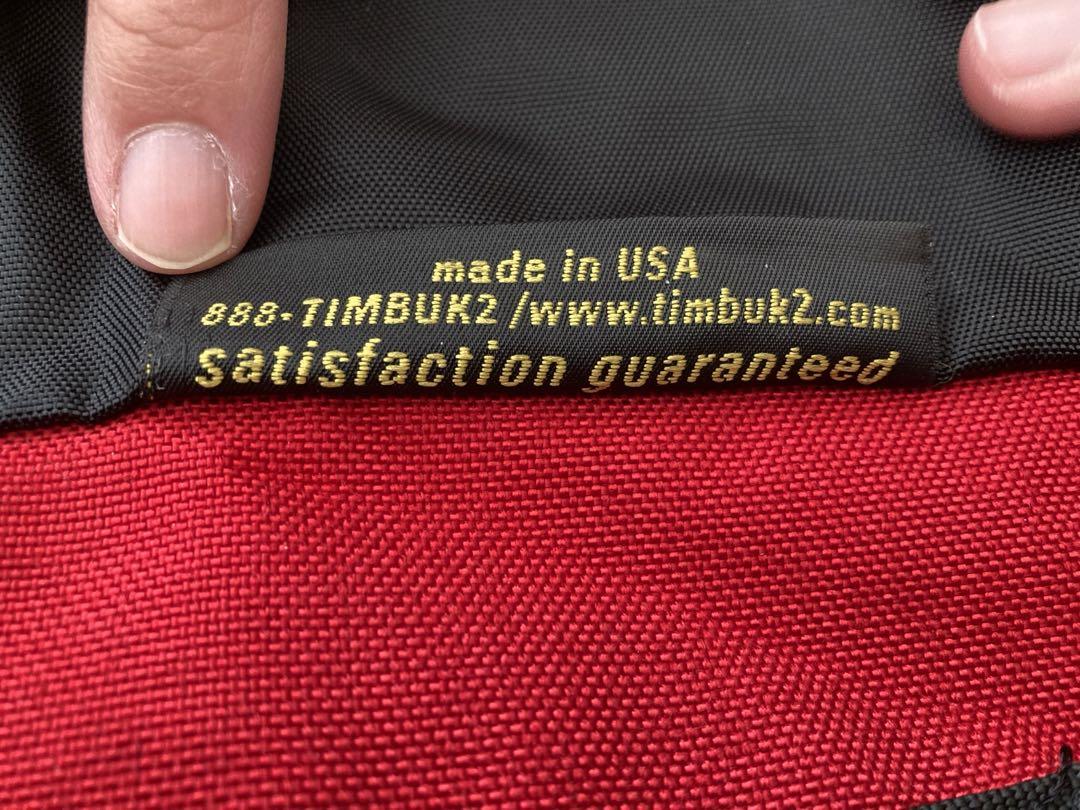 made in USA
888-TIMBUK2 /www.timbuk2.com
satisfaction guaranteed